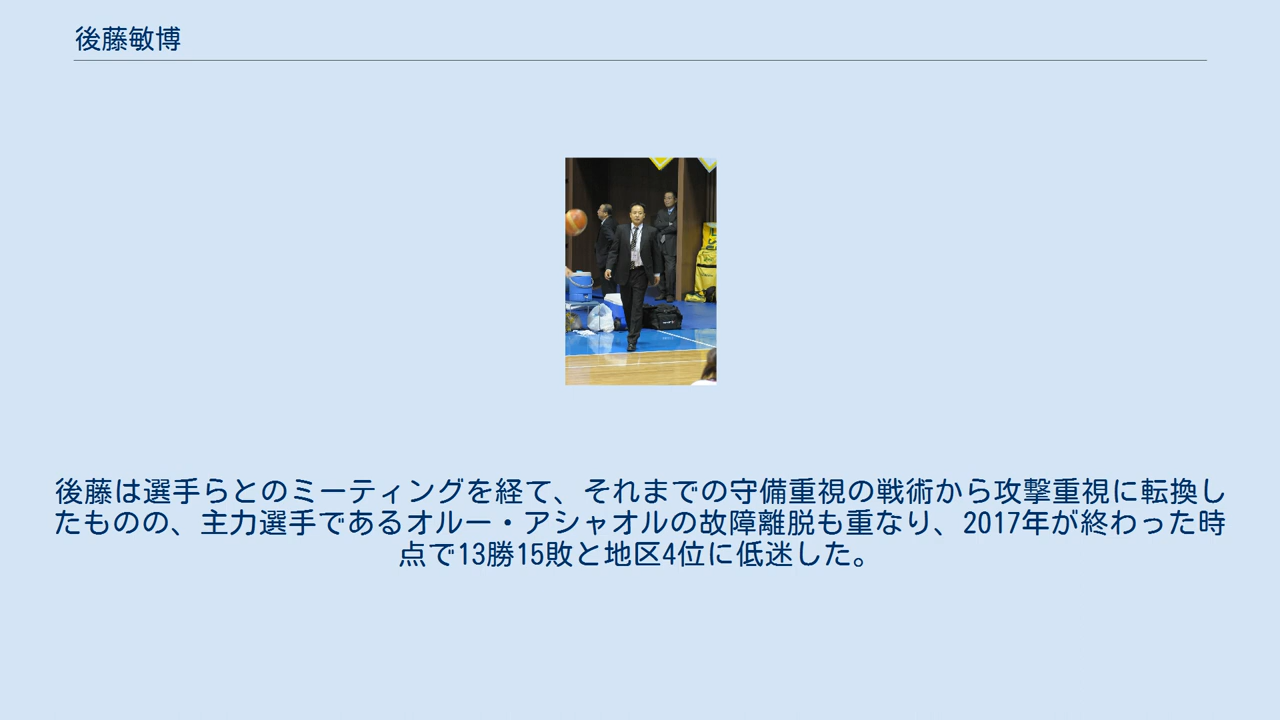 後藤敏博
後藤は選手らとのミーティングを経て、それまでの守備重視の戦術から攻撃重視に転換し
たものの、主力選手であるオルー・アシャオルの故障離脱も重なり、2017年が終わった時
点で13勝15敗と地区4位に低迷した。